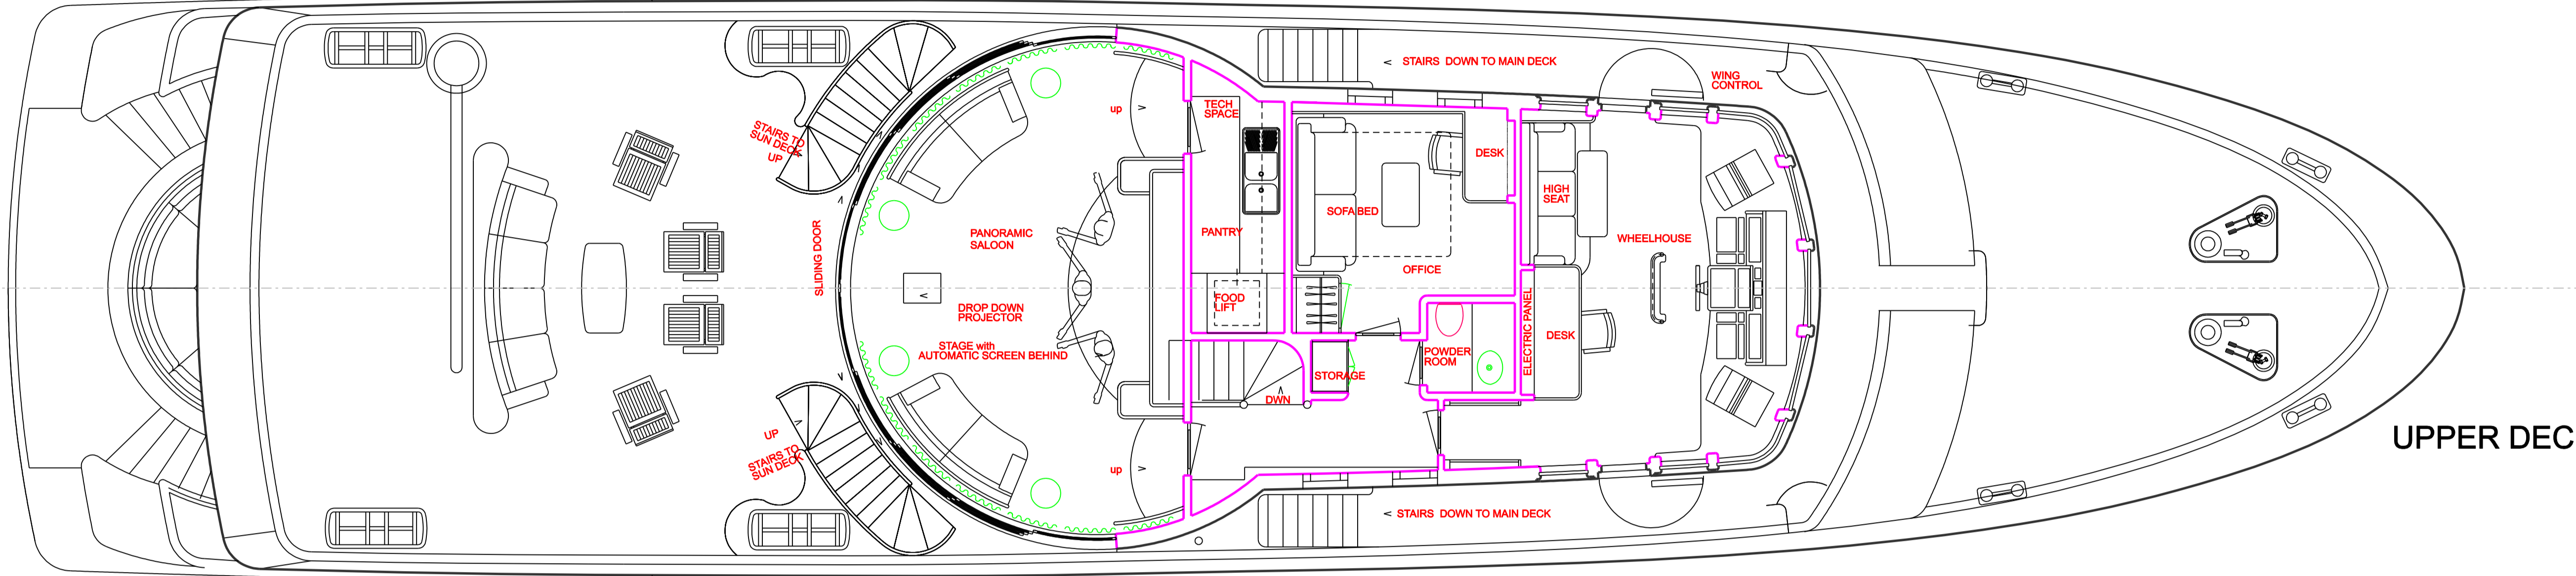 STAIRS DOWN TO MAIN DECK
WING
CONTROL
up
TECH
SPACE
STAIRS TO
SUN DECK
UP
DESK
HIGH
SEAT
SOFA BED
PANORAMIC
SALOON
PANTRY
WHEELHOUSE
SLIDING DOOR
OFFICE
FOOD
LIFT
DROP DOWN
PROJECTOR
ELECTRIC PANEL
DESK
STAGE with
AUTOMATIC SCREEN BEHIND
POWDER
ROOM
STORAGE
DWN
UP
STAIRS TO
SUN DECK
up
STAIRS DOWN TO MAIN DECK
UPPER DEC